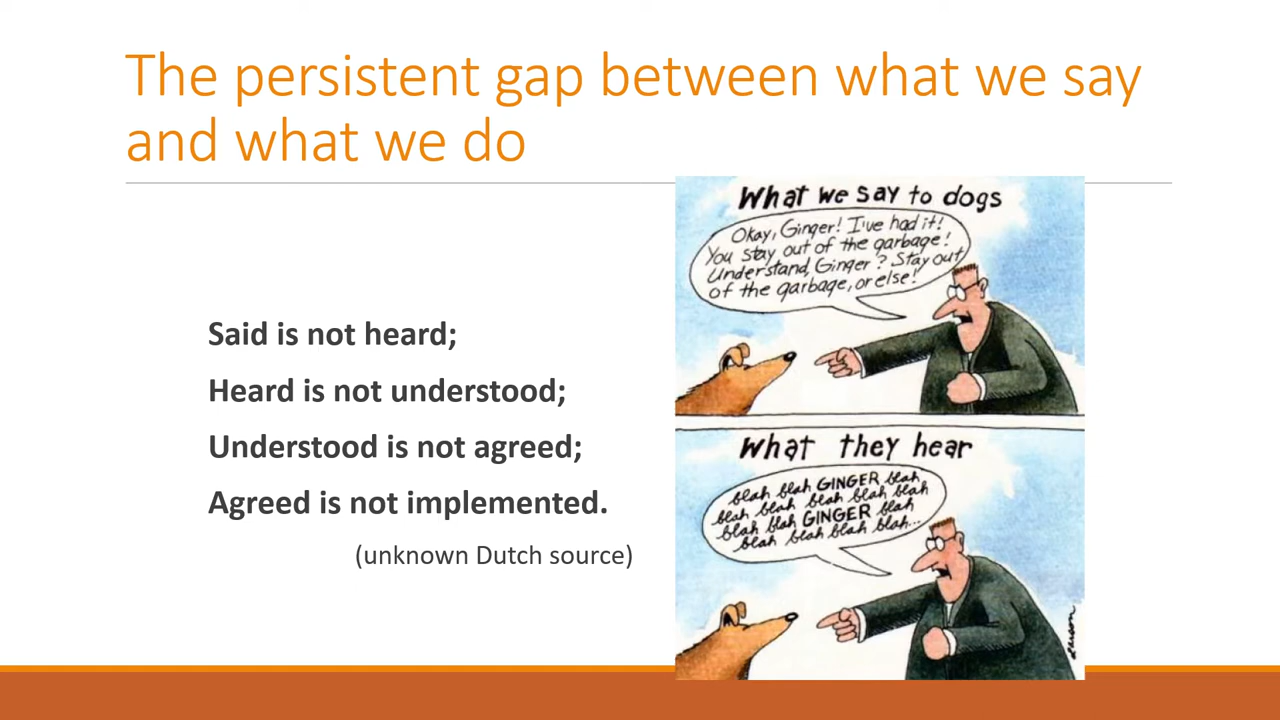 The persistent gap between what we say
and what we do
Said is not heard;
Heard is not understood;
Understood is not agreed;
Agreed is not implemented.
(unknown Dutch source)
What we say to dogs
Okay, Ginger! I've had it!
You stay out of the garbage!
Understand, Ginger? Stay out
of the garbage, or else!
What they hear
blah blah GINGER blah
blah blah blah blah blah
blah blah GINGER blah
blah blah blah blah...
Larson